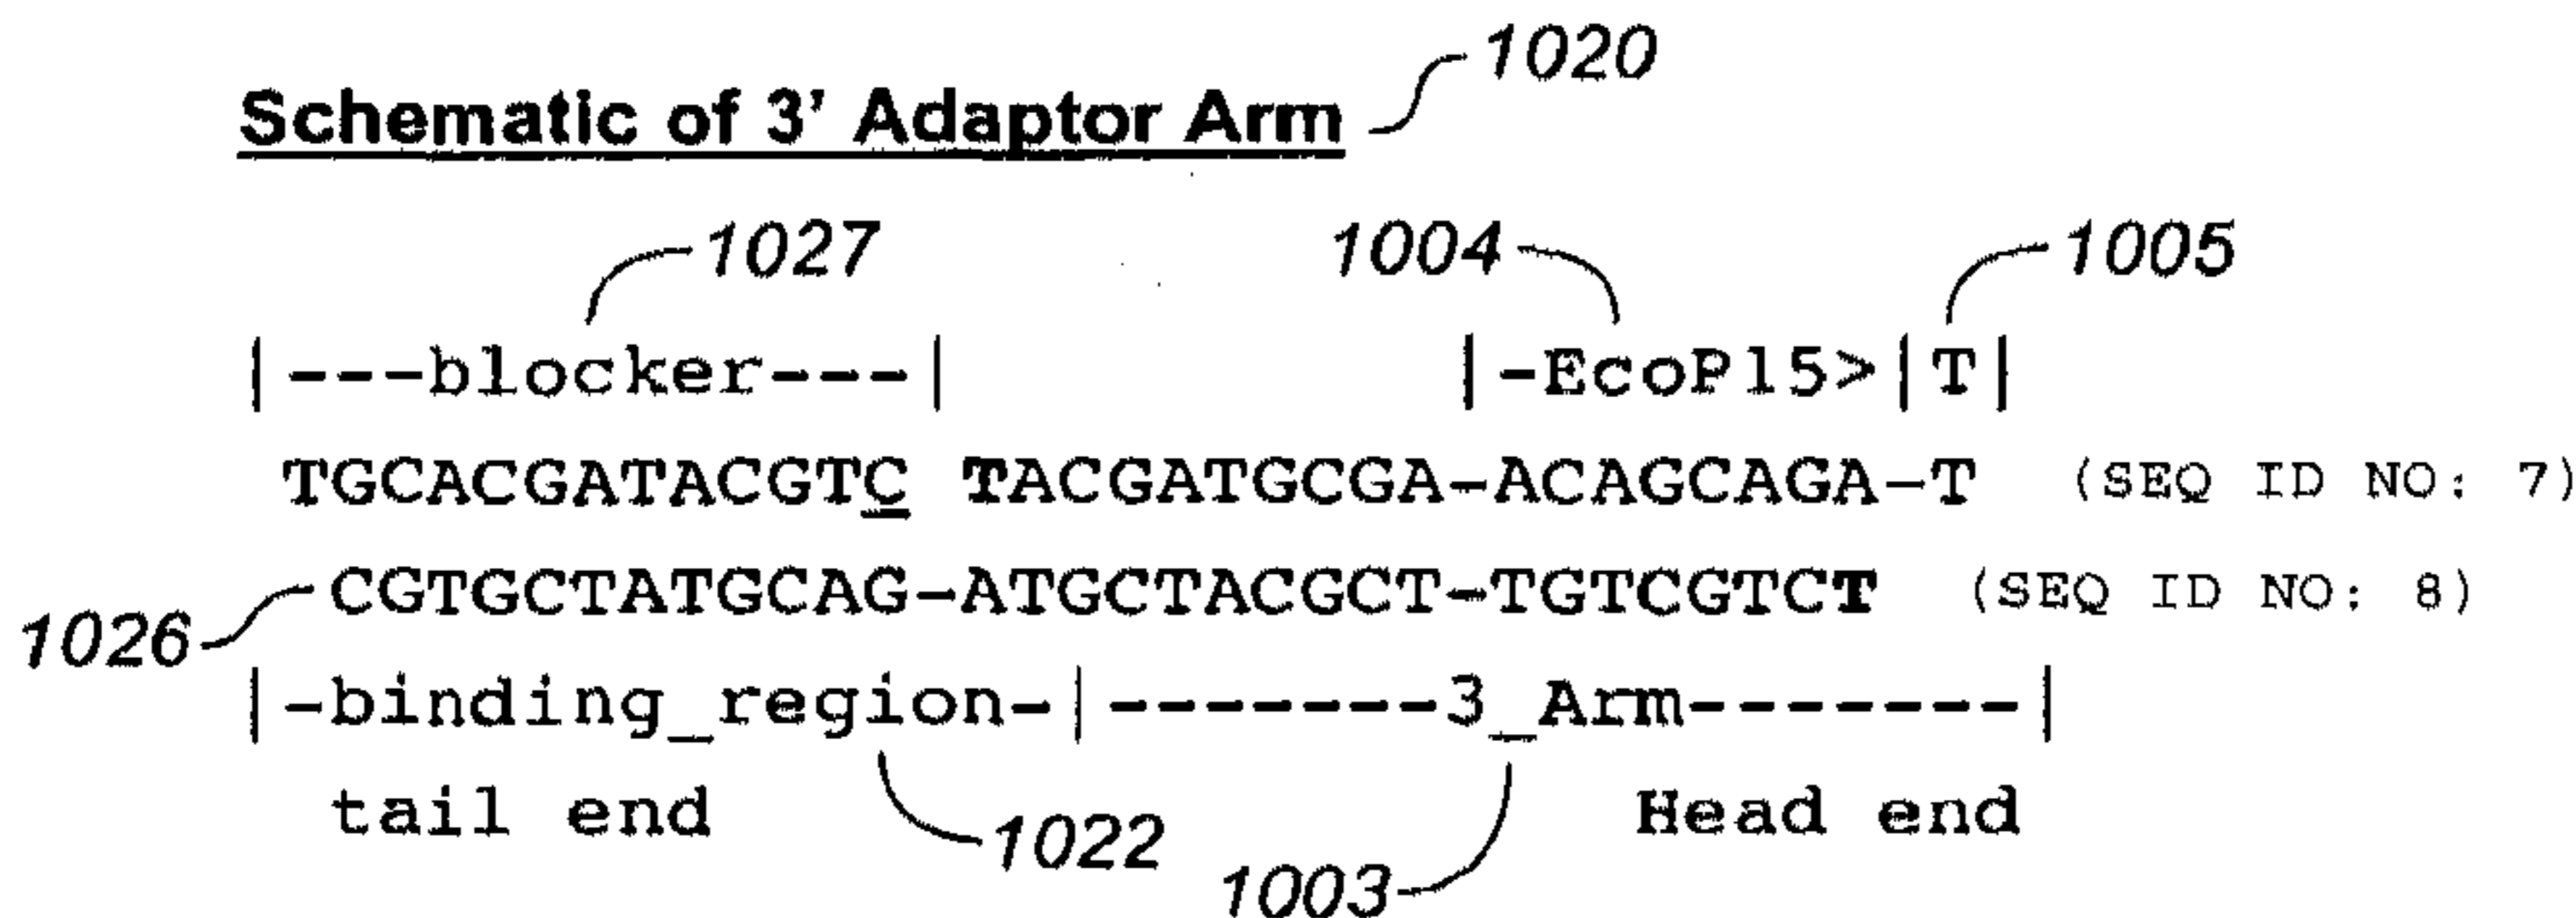 1020
Schematic of 3' Adaptor Arm
1027 1004 1005
|---blocker---| |-EcoP15>|T|
TGCACGATACGTC TACGATGCGA-ACAGCAGA-T (SEQ ID NO: 7)
CGTGCTATGCAG-ATGCTACGCT-TGTCGTCT (SEQ ID NO: 8)
1026
|-binding_region-|-------3_Arm-------|
tail end Head end
1022
1003